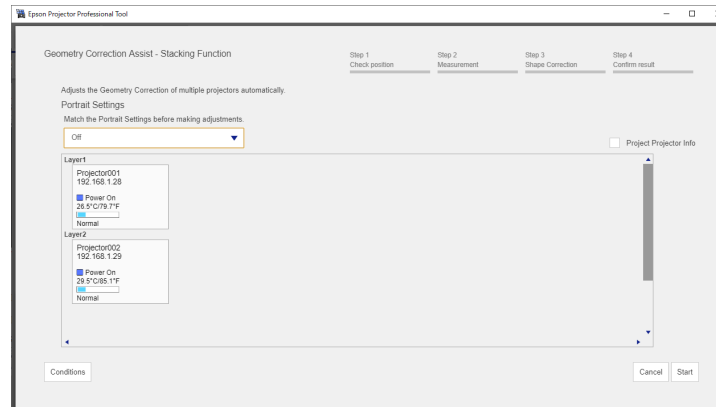 Epson Projector Professional Tool
Geometry Correction Assist - Stacking Function
Step 1
Check position
Step 2
Measurement
Step 3
Shape Correction
Step 4
Confirm result
Adjusts the Geometry Correction of multiple projectors automatically.
Portrait Settings
Match the Portrait Settings before making adjustments.
Off
Project Projector Info
Layer1
Projector001
192.168.1.28
Power On
26.5°C/79.7°F
Normal
Layer2
Projector002
192.168.1.29
Power On
29.5°C/85.1°F
Normal
Conditions
Cancel
Start